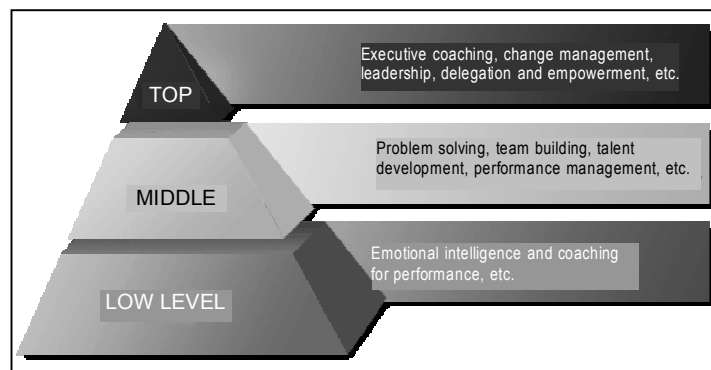 TOP
Executive coaching, change management,
leadership, delegation and empowerment, etc.
MIDDLE
Problem solving, team building, talent
development, performance management, etc.
LOW LEVEL
Emotional intelligence and coaching
for performance, etc.